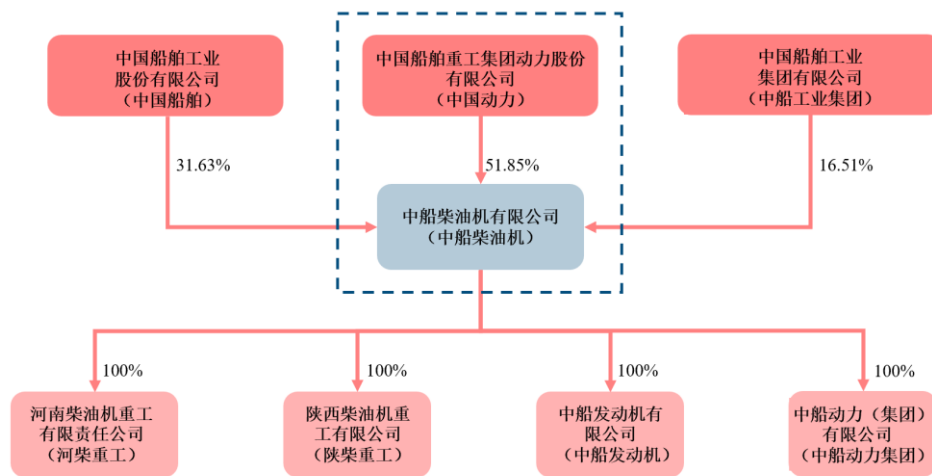 中国船舶工业
股份有限公司
（中国船舶）
中国船舶重工集团动力股份
有限公司
（中国动力）
中国船舶工业
集团有限公司
（中船工业集团）
31.63%
51.85%
16.51%
中船柴油机有限公司
（中船柴油机）
100%
100%
100%
100%
河南柴油机重工
有限责任公司
（河柴重工）
陕西柴油机重
工有限公司
（陕柴重工）
中船发动机有
限公司
（中船发动机）
中船动力（集团）
有限公司
（中船动力集团）